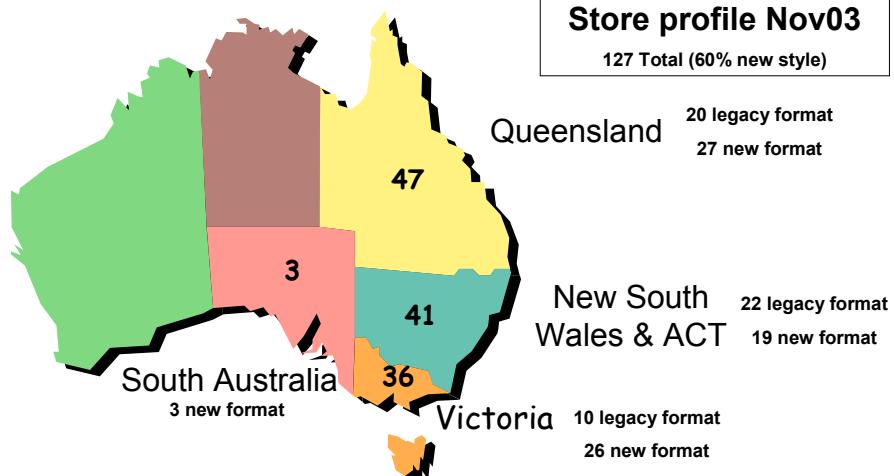 Store profile Nov03
127 Total (60% new style)
Queensland
20 legacy format
27 new format
47
3
New South
Wales & ACT
22 legacy format
19 new format
41
South Australia
3 new format
36
Victoria
10 legacy format
26 new format